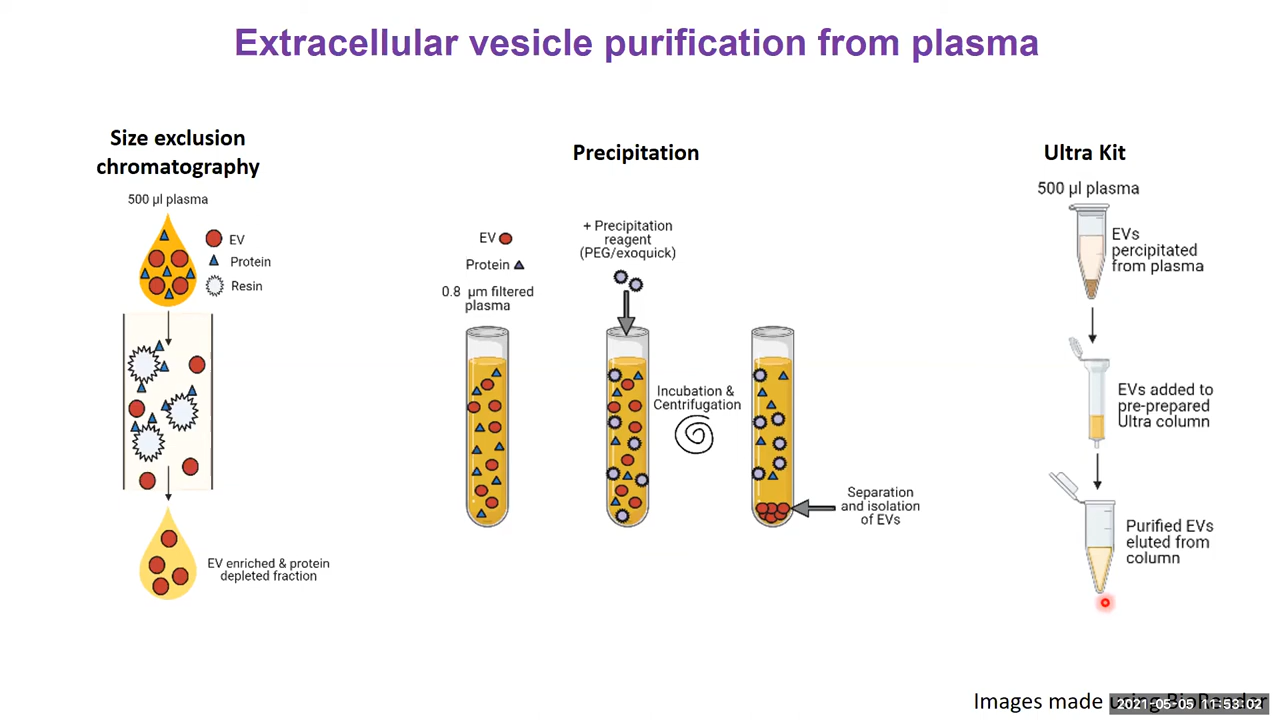 Extracellular vesicle purification from plasma
Size exclusion
chromatography
500 µl plasma
EV
Protein
Resin
EV enriched & protein
depleted fraction
Precipitation
EV
Protein
0.8 µm filtered
plasma
+ Precipitation
reagent
(PEG/exoquick)
Incubation &
Centrifugation
Separation
and isolation
of EVs
Ultra Kit
500 µl plasma
EVs
percipitated
from plasma
EVs added to
pre-prepared
Ultra column
Purified EVs
eluted from
column
Images made using BioRender
2021-05-05 11:53:02